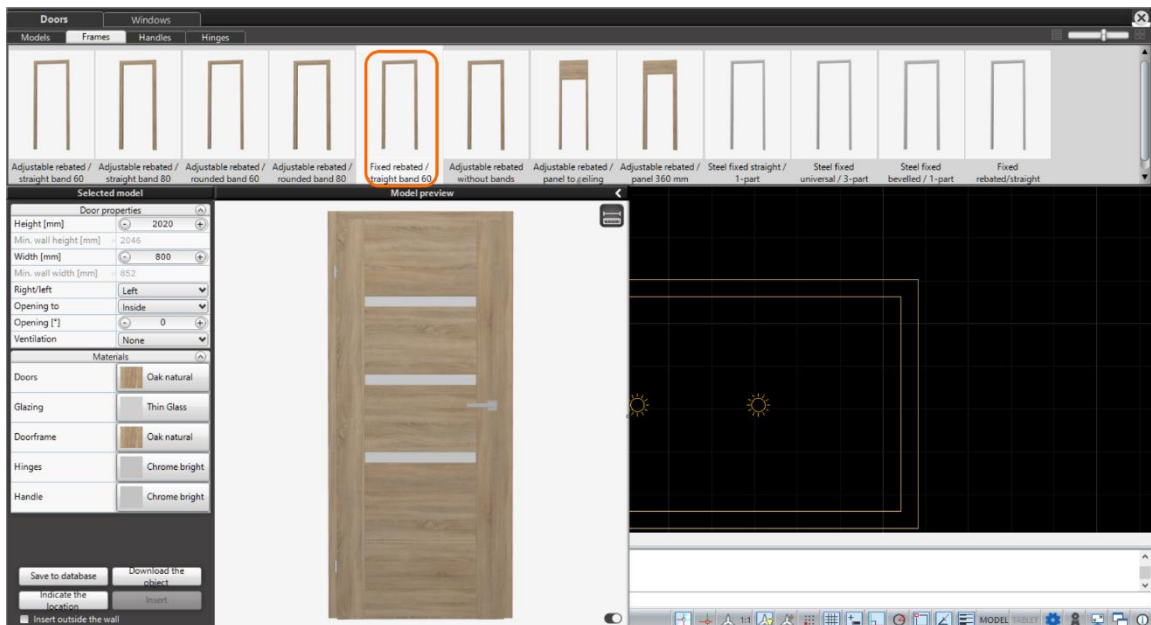 Doors
Windows
Models
Frames
Handles
Hinges
Adjustable rebated / straight band 60
Adjustable rebated / straight band 80
Adjustable rebated / rounded band 60
Adjustable rebated / rounded band 80
Fixed rebated / traight band 60
Adjustable rebated without bands
Adjustable rebated / panel to ceiling
Adjustable rebated / panel 360 mm
Steel fixed straight / 1-part
Steel fixed universal / 3-part
Steel fixed bevelled / 1-part
Fixed rebated/straight
Selected model
Model preview
Door properties
Height [mm] 2020
Min. wall height [mm] 2046
Width [mm] 800
Min. wall width [mm] 852
Right/left Left
Opening to Inside
Opening [°] 0
Ventilation None
Materials
Doors Oak natural
Glazing Thin Glass
Doorframe Oak natural
Hinges Chrome bright
Handle Chrome bright
Save to database
Download the object
Indicate the location
Insert
Insert outside the wall
1:1
MODEL TABLET